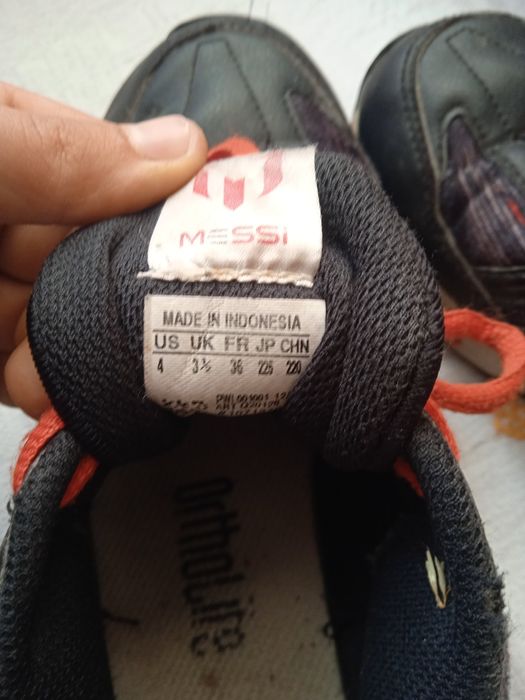 MESSi
MADE IN INDONESIA
US UK FR JP CHN
4 3½ 36 225 220
OrthoLite